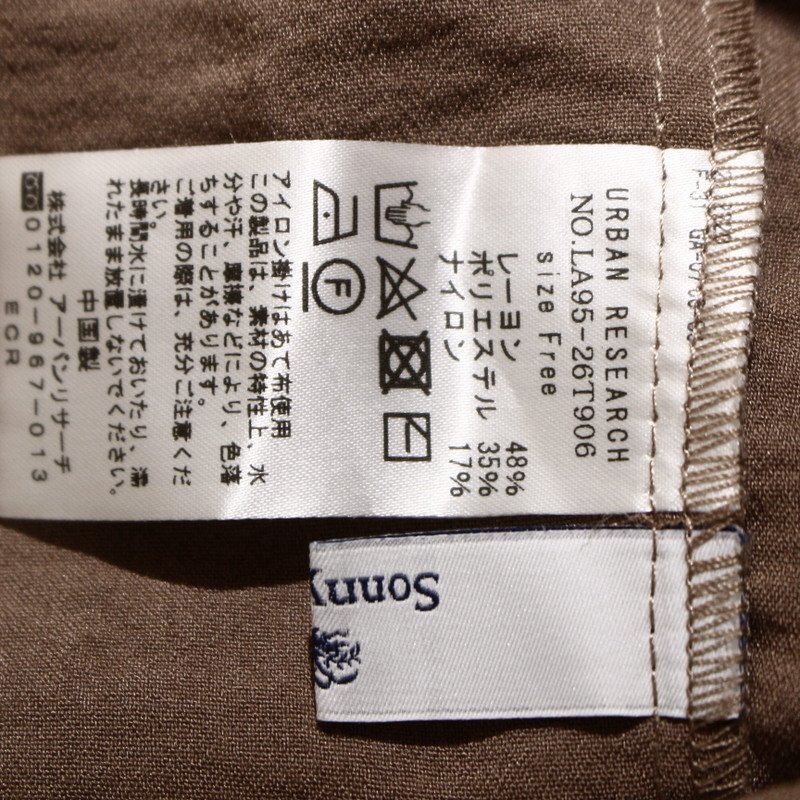 URBAN RESEARCH
NO.LA95-26T906
size Free
レーヨン 48%
ポリエステル 35%
ナイロン 17%
F
アイロン掛けはあて布使用
この製品は、素材の特性上、水
分や汗、摩擦などにより、色落
ちすることがあります。
ご着用の際は、充分ご注意くだ
さい。
長時間水に漬けておいたり、濡
れたまま放置しないでください。
中国製
株式会社 アーバンリサーチ
0120-967-013
ECR
Sonny